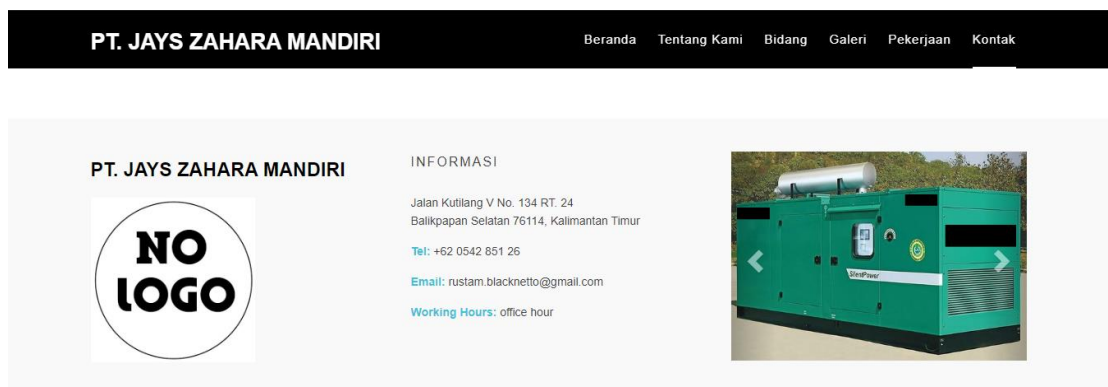 PT. JAYS ZAHARA MANDIRI
Beranda Tentang Kami Bidang Galeri Pekerjaan Kontak
PT. JAYS ZAHARA MANDIRI
NO
LOGO
INFORMASI
Jalan Kutilang V No. 134 RT. 24
Balikpapan Selatan 76114, Kalimantan Timur
Tel: +62 0542 851 26
Email: rustam.blacknetto@gmail.com
Working Hours: office hour
SilentPower